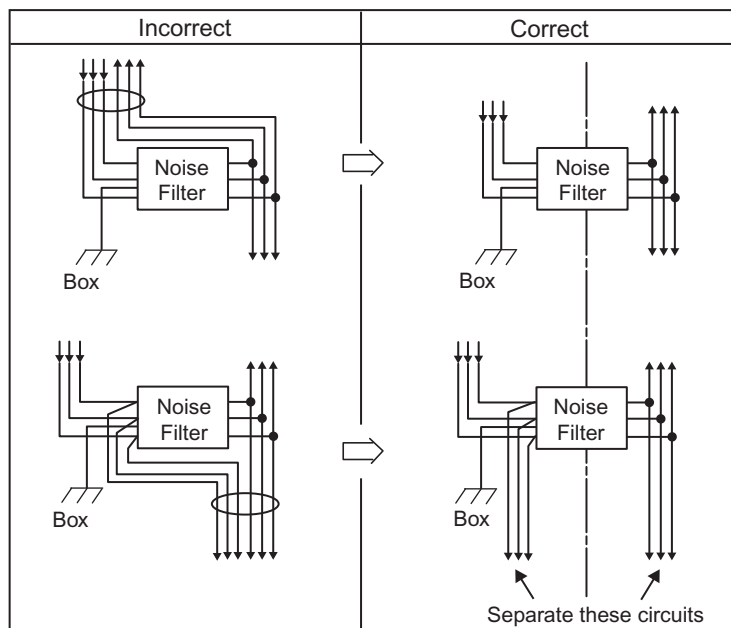 Incorrect
Correct
Noise
Filter
Box
Noise
Filter
Box
Noise
Filter
Box
Noise
Filter
Box
Separate these circuits